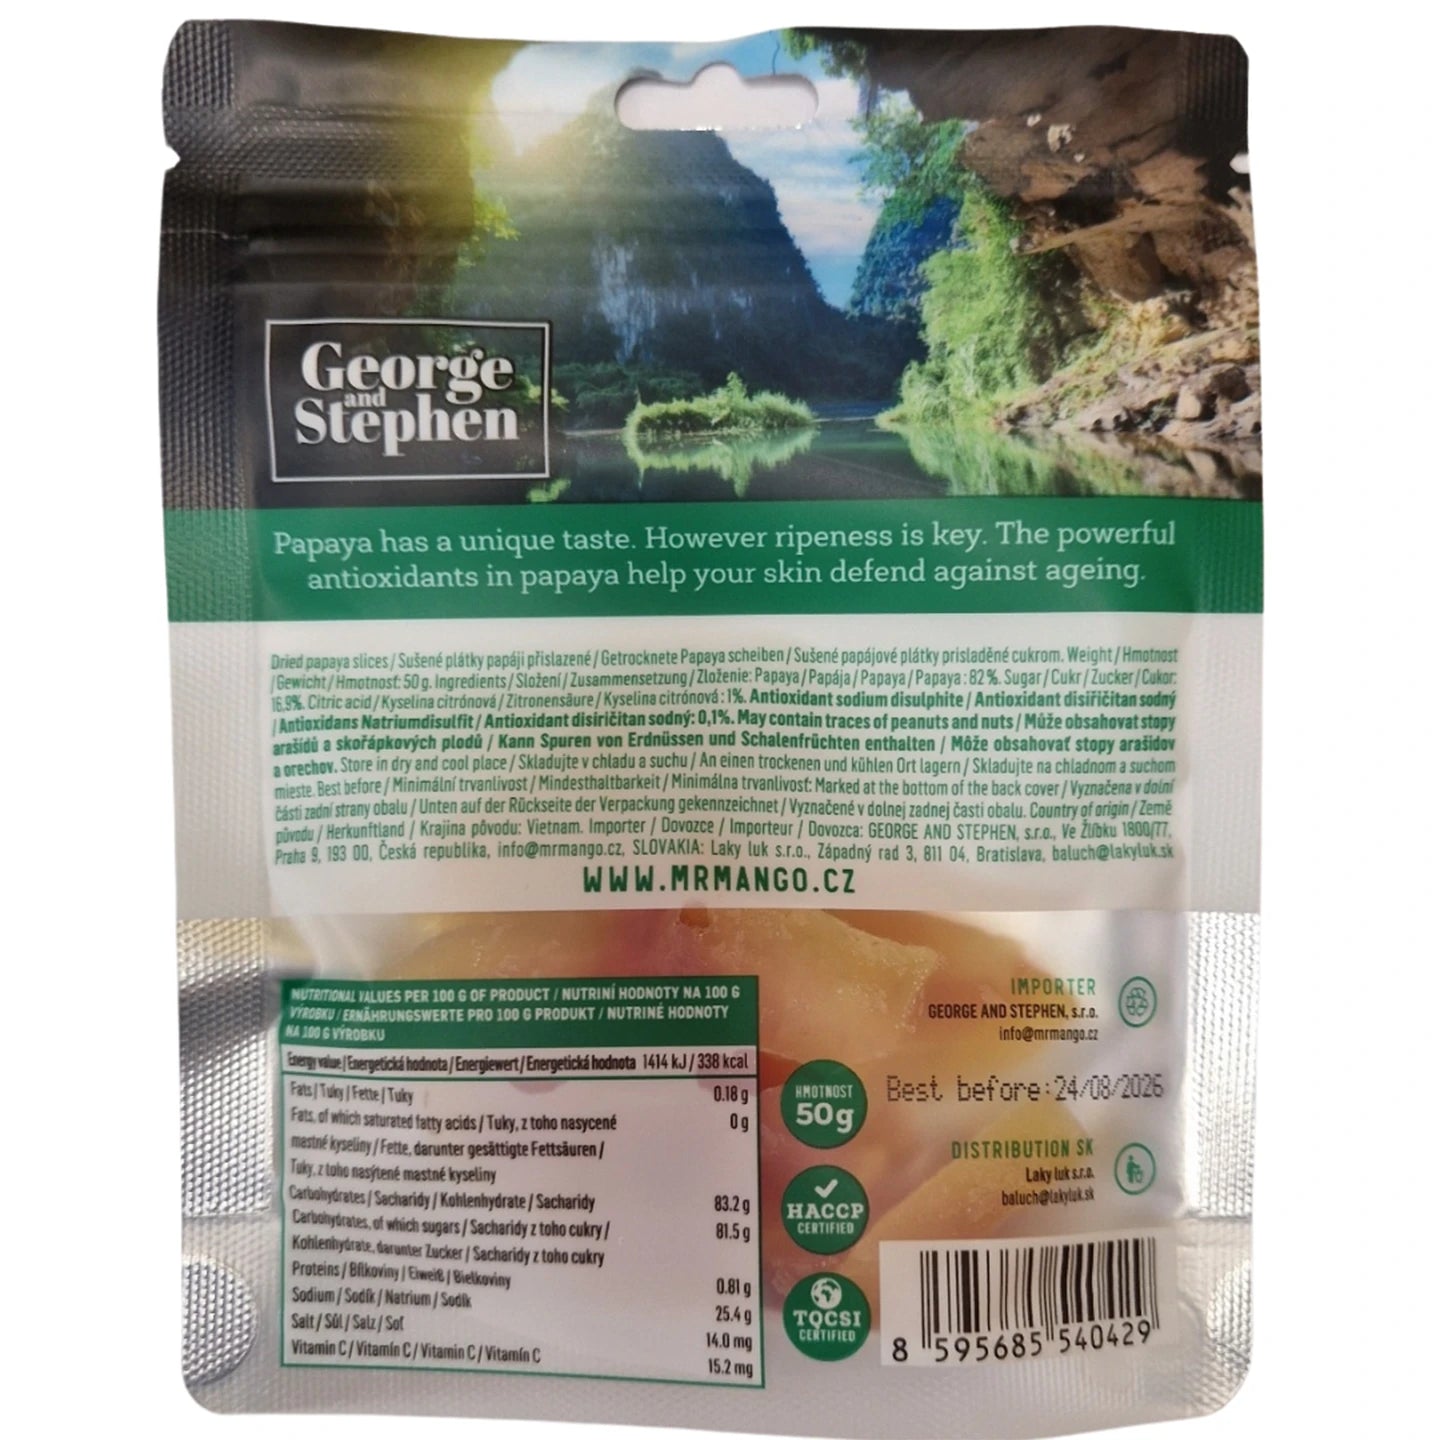 George
and
Stephen
Papaya has a unique taste. However ripeness is key. The powerful
antioxidants in papaya help your skin defend against ageing.
Dried papaya slices / Sušené plátky papáji přislazené / Getrocknete Papaya scheiben / Sušené papájové plátky prisladěné cukrom. Weight / Hmotnost
/ Gewicht / Hmotnosť: 50 g. Ingredients / Složení / Zusammensetzung / Zloženie: Papaya / Papája / Papaya / Papaya : 82 %. Sugar / Cukr / Zucker / Cukor:
16,9%. Citric acid / Kyselina citrónová / Zitronensäure / Kyselina citrónová : 1%. Antioxidant sodium disulphite / Antioxidant disiřičitan sodný
/ Antioxidans Natriumdisulfit / Antioxidant disiričitan sodný: 0,1%. May contain traces of peanuts and nuts / Může obsahovat stopy
arašídů a skořápkových plodů / Kann Spuren von Erdnüssen und Schalenfrüchten enthalten / Môže obsahovať stopy arašidov
a orechov. Store in dry and cool place / Skladujte v chladu a suchu / An einen trockenen und kühlen Ort lagern / Skladujte na chladnom a suchom
mieste. Best before / Minimální trvanlivost / Mindesthaltbarkeit / Minimálna trvanlivosť: Marked at the bottom of the back cover / Vyznačena v dolní
části zadní strany obalu / Unten auf der Rückseite der Verpackung gekennzeichnet / Vyznačené v dolnej zadnej časti obalu. Country of origin / Země
původu / Herkunftland / Krajina pôvodu: Vietnam. Importer / Dovozce / Importeur / Dovozca: GEORGE AND STEPHEN, s.r.o., Ve Žlíbku 1800/77,
Praha 9, 193 00, Česká republika, info@mrmango.cz, SLOVAKIA: Laky luk s.r.o., Západný rad 3, 811 04, Bratislava, baluch@lakyluk.sk
WWW.MRMANGO.CZ
NUTRITIONAL VALUES PER 100 G OF PRODUCT / NUTRINÍ HODNOTY NA 100 G
VÝROBKU / ERNÄHRUNGSWERTE PRO 100 G PRODUKT / NUTRINÉ HODNOTY
NA 100 G VÝROBKU
Energy value / Energetická hodnota / Energiewert / Energetická hodnota 1414 kJ / 338 kcal
Fats / Tuky / Fette / Tuky 0.18 g
Fats, of which saturated fatty acids / Tuky, z toho nasycené 0 g
mastné kyseliny / Fette, darunter gesättigte Fettsäuren /
Tuky, z toho nasýtené mastné kyseliny
Carbohydrates / Sacharidy / Kohlenhydrate / Sacharidy 83.2 g
Carbohydrates, of which sugars / Sacharidy z toho cukry / 81.5 g
Kohlenhydrate, darunter Zucker / Sacharidy z toho cukry
Proteins / Bílkoviny / Eiweiß / Bielkoviny 0.81 g
Sodium / Sodík / Natrium / Sodík 25.4 g
Salt / Sůl / Salz / Soľ 14.0 mg
Vitamin C / Vitamín C / Vitamin C / Vitamín C 15.2 mg
HMOTNOST
50g
HACCP
CERTIFIED
TQCSI
CERTIFIED
IMPORTER
GEORGE AND STEPHEN, s.r.o.
info@mrmango.cz
Best before:24/08/2026
DISTRIBUTION SK
Laky luk s.r.o.
baluch@lakyluk.sk
8 595685 540429